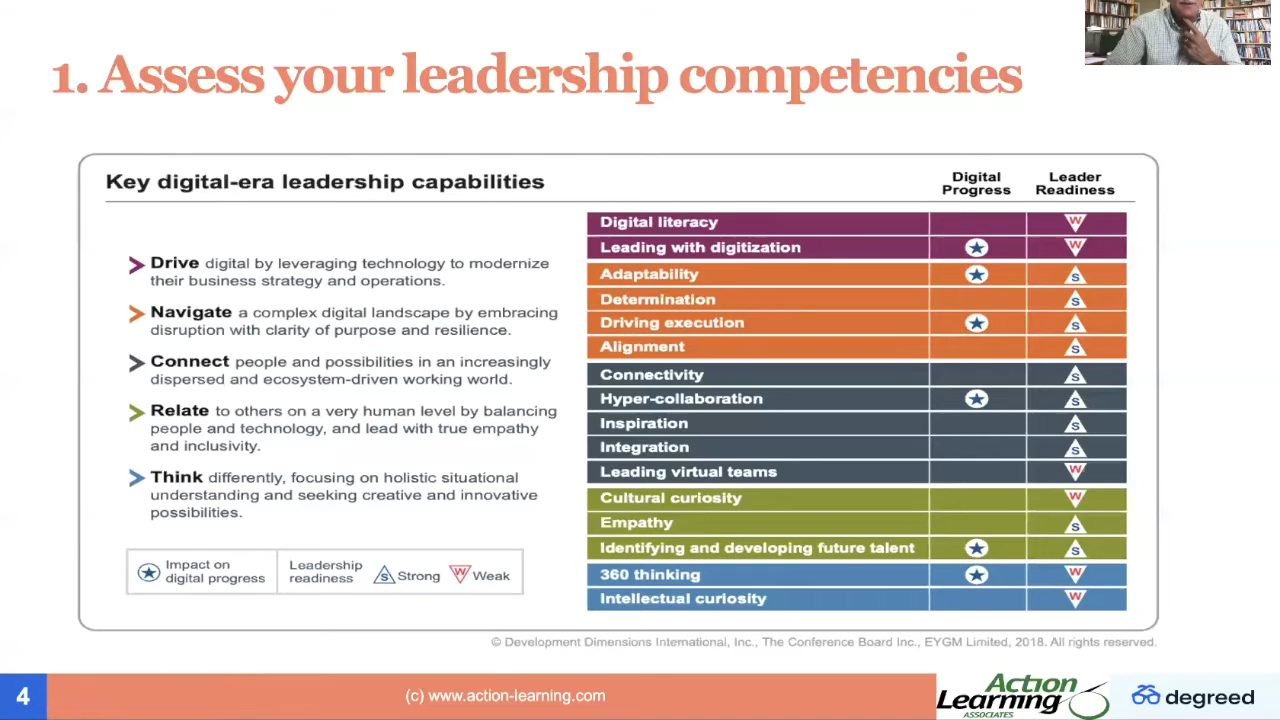 1. Assess your leadership competencies
Key digital-era leadership capabilities
Digital
Progress
Leader
Readiness
Drive digital by leveraging technology to modernize
their business strategy and operations.
Navigate a complex digital landscape by embracing
disruption with clarity of purpose and resilience.
Connect people and possibilities in an increasingly
dispersed and ecosystem-driven working world.
Relate to others on a very human level by balancing
people and technology, and lead with true empathy
and inclusivity.
Think differently, focusing on holistic situational
understanding and seeking creative and innovative
possibilities.
Impact on
digital progress
Leadership
readiness
S Strong
W Weak
Digital literacy W
Leading with digitization W
Adaptability S
Determination S
Driving execution S
Alignment S
Connectivity S
Hyper-collaboration S
Inspiration S
Integration S
Leading virtual teams W
Cultural curiosity W
Empathy S
Identifying and developing future talent S
360 thinking W
Intellectual curiosity W
© Development Dimensions International, Inc., The Conference Board Inc., EYGM Limited, 2018. All rights reserved.
4
(c) www.action-learning.com
Action
Learning
ASSOCIATES
degreed